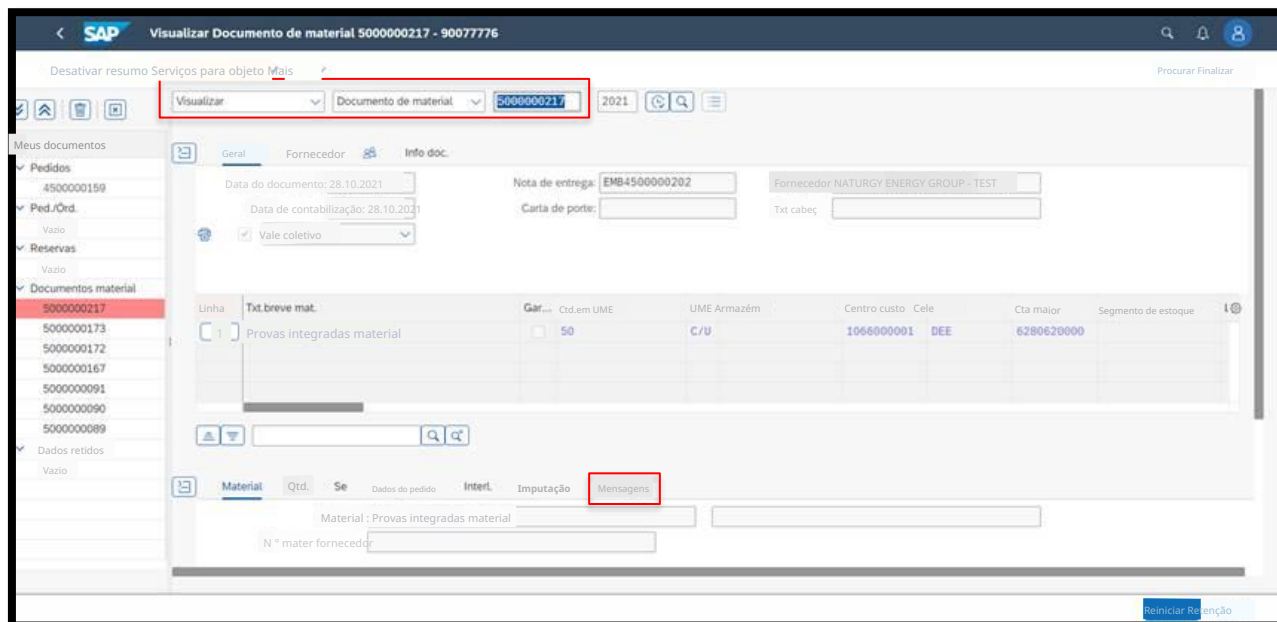 SAP Visualizar Documento de material 5000000217 - 90077776
Desativar resumo Serviços para objeto Mais
Procurar Finalizar
Visualizar Documento de material 5000000217 2021
Meus documentos
Pedidos
4500000159
Ped./Órd.
Vazio
Reservas
Vazio
Documentos material
5000000217
5000000173
5000000172
5000000167
5000000091
5000000090
5000000089
Dados retidos
Vazio
Geral Fornecedor Info doc.
Data do documento: 28.10.2021 Nota de entrega: EMB4500000202 Fornecedor NATURGY ENERGY GROUP - TEST
Data de contabilização: 28.10.2021 Carta de porte: Txt cabeç
Vale coletivo
Linha Txt.breve mat. Gar... Ctd.em UME UME Armazém Centro custo Cele Cta maior Segmento de estoque
1 Provas integradas material 50 C/U 1066000001 DEE 6280620000
Material Qtd. Se Dados do pedido Interl. Imputação Mensagens
Material : Provas integradas material
N º mater fornecedor
Reiniciar Retenção